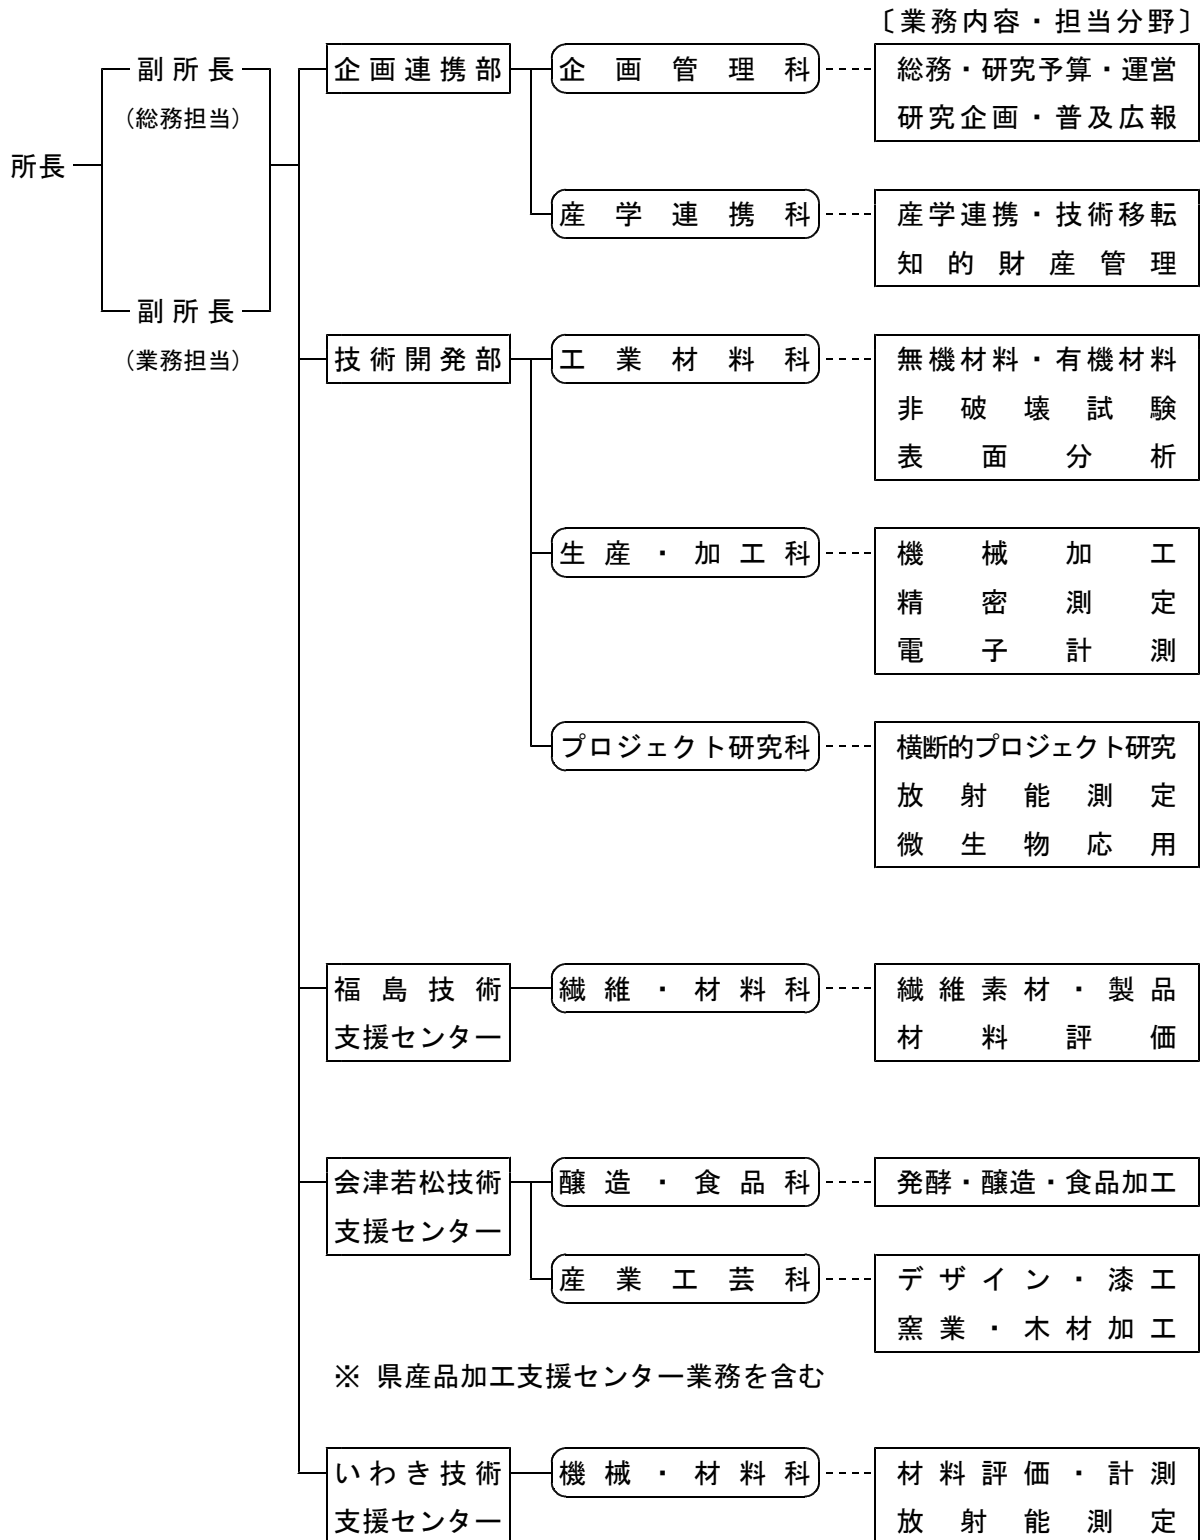 〔業務内容・担当分野〕
所長
副所長
（総務担当）
副所長
（業務担当）
企画連携部
企画管理科
総務・研究予算・運営
研究企画・普及広報
産学連携科
産学連携・技術移転
知的財産管理
技術開発部
工業材料科
無機材料・有機材料
非破壊試験
表面分析
生産・加工科
機械加工
精密測定
電子計測
プロジェクト研究科
横断的プロジェクト研究
放射能測定
微生物応用
福島技術
支援センター
繊維・材料科
繊維素材・製品
材料評価
会津若松技術
支援センター
醸造・食品科
発酵・醸造・食品加工
産業工芸科
デザイン・漆工
窯業・木材加工
※ 県産品加工支援センター業務を含む
いわき技術
支援センター
機械・材料科
材料評価・計測
放射能測定